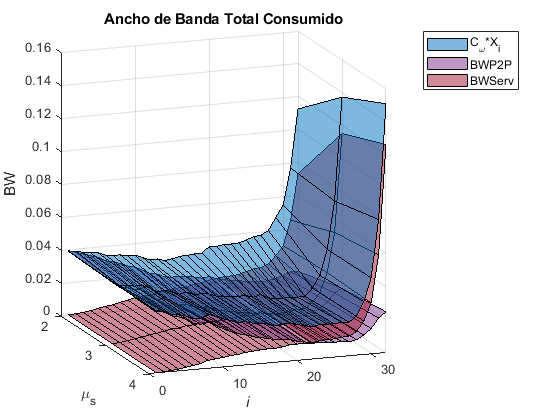 Ancho de Banda Total Consumido
C_ω*X_i
BWP2P
BWServ
0.16
0.14
0.12
0.1
0.08
0.06
0.04
0.02
0
BW
2
3
4
μ_s
0
10
20
30
i